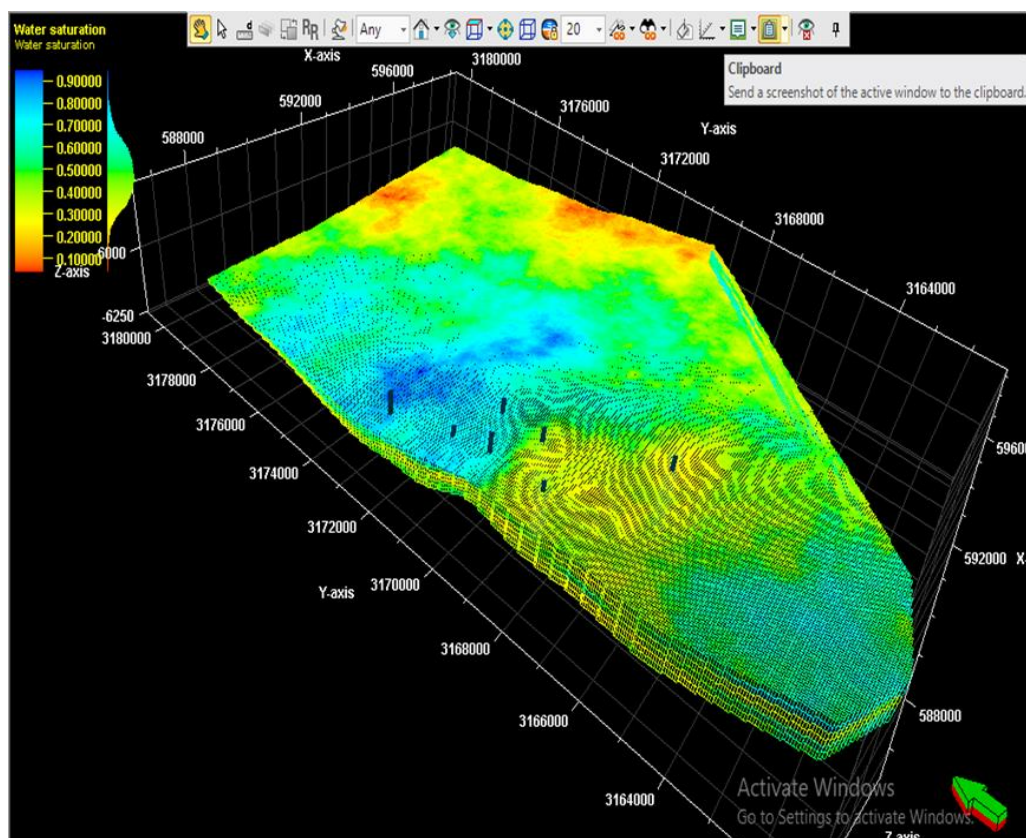 Water saturation
Water saturation
Any
20
Clipboard
Send a screenshot of the active window to the clipboard.
X-axis
596000
592000
588000
3180000
3176000
Y-axis
3172000
3168000
3164000
0.90000
0.80000
0.70000
0.60000
0.50000
0.40000
0.30000
0.20000
0.10000
Z-axis
-6250
3180000
3178000
3176000
3174000
3172000
Y-axis
3170000
3168000
3166000
3164000
592000
588000
Activate Windows
Go to Settings to activate Windows.
Z-axis